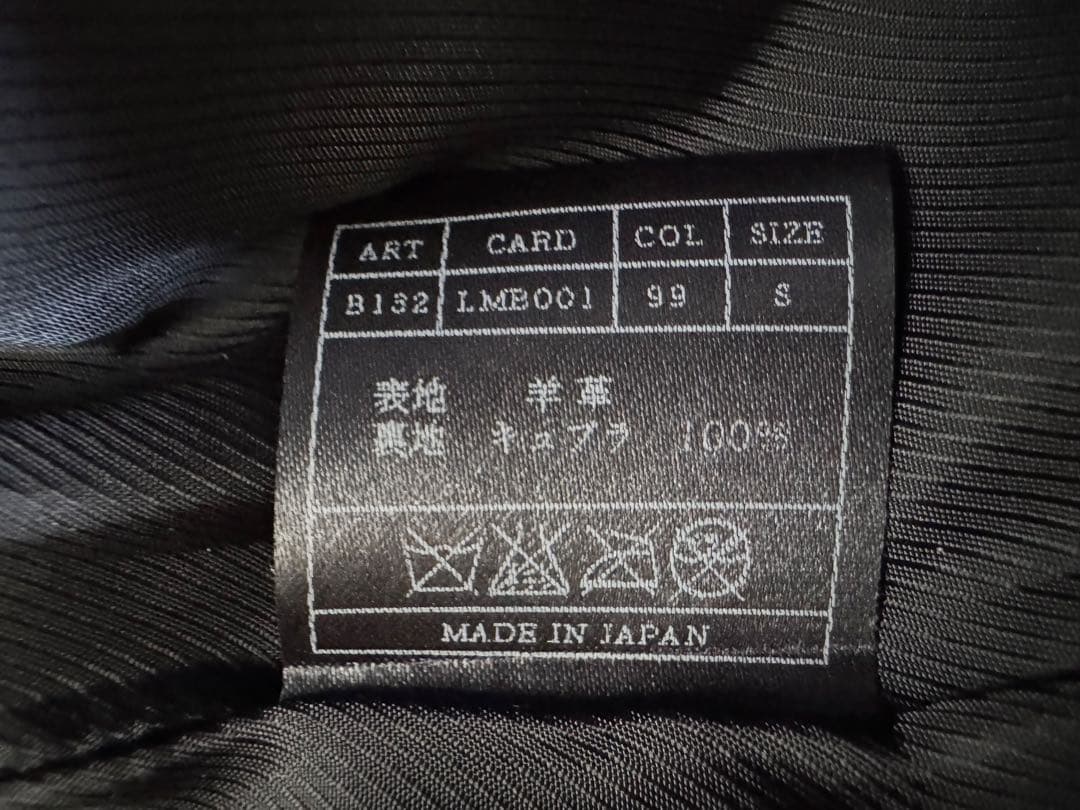 ART CARD COL SIZE
B132 LMB001 99 S
表地 羊革
裏地 キュプラ 100%
MADE IN JAPAN